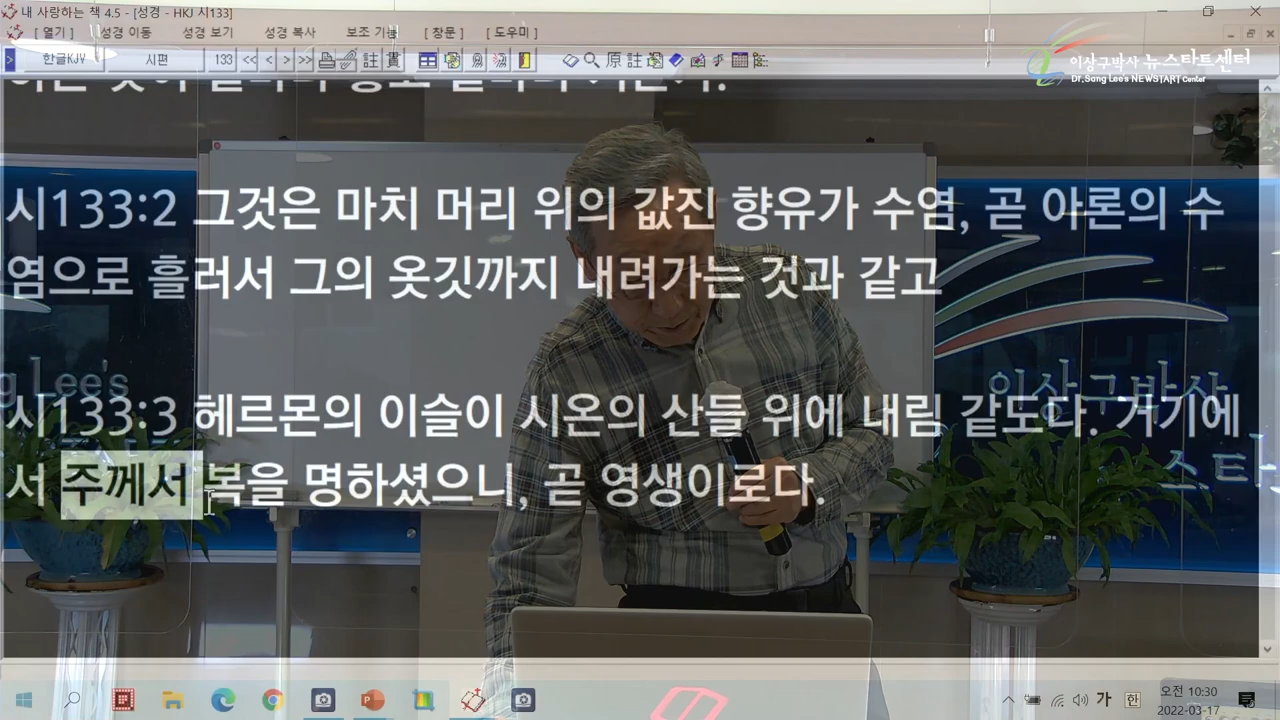 내 사랑하는 책 4.5 - [성경 - HKJ 시133]
[ 열기 ] 성경 이동 성경 보기 성경 복사 보조 기능 [ 창문 ] [ 도우미 ]
한글KJV 시편 133 << < > >> 原 註
이상구박사 뉴스타트센터
Dr. Sang Lee's NEWSTART Center
시133:2 그것은 마치 머리 위의 값진 향유가 수염, 곧 아론의 수
염으로 흘러서 그의 옷깃까지 내려가는 것과 같고
Lee's
이상구박사
스타
시133:3 헤르몬의 이슬이 시온의 산들 위에 내림 같도다. 거기에
서 주께서 복을 명하셨으니, 곧 영생이로다.
가 한 오전 10:30
2022-03-17